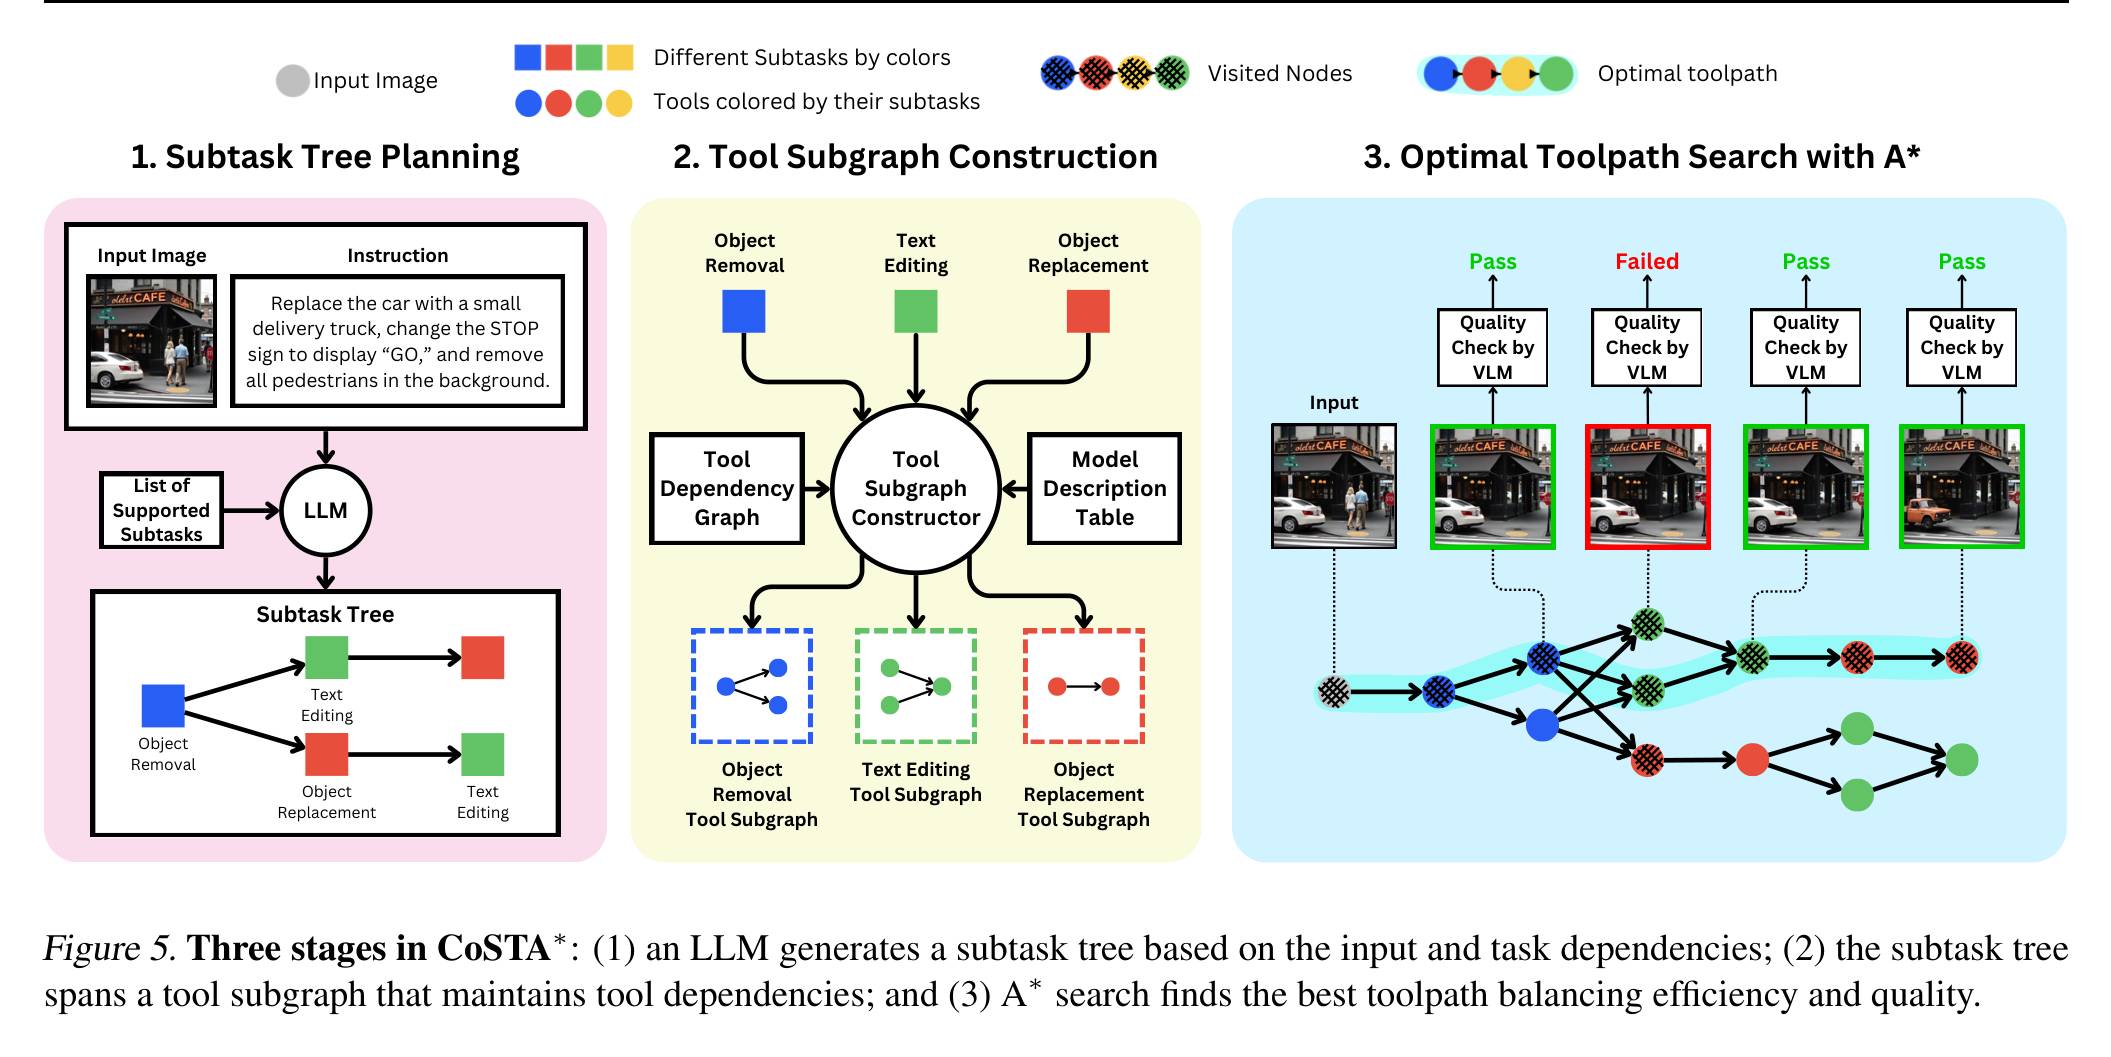 Input Image
Different Subtasks by colors
Tools colored by their subtasks
Visited Nodes
Optimal toolpath
1. Subtask Tree Planning
Input Image
Instruction
CAFE
Replace the car with a small
delivery truck, change the STOP
sign to display “GO,” and remove
all pedestrians in the background.
List of
Supported
Subtasks
LLM
Subtask Tree
Object
Removal
Text
Editing
Object
Replacement
Text
Editing
2. Tool Subgraph Construction
Object
Removal
Text
Editing
Object
Replacement
Tool
Dependency
Graph
Tool
Subgraph
Constructor
Model
Description
Table
Object
Removal
Tool Subgraph
Text Editing
Tool Subgraph
Object
Replacement
Tool Subgraph
3. Optimal Toolpath Search with A*
Pass
Failed
Pass
Pass
Quality
Check by
VLM
Quality
Check by
VLM
Quality
Check by
VLM
Quality
Check by
VLM
Input
CAFE
CAFE
CAFE
CAFE
CAFE
Figure 5. Three stages in CoSTA*: (1) an LLM generates a subtask tree based on the input and task dependencies; (2) the subtask tree
spans a tool subgraph that maintains tool dependencies; and (3) A* search finds the best toolpath balancing efficiency and quality.